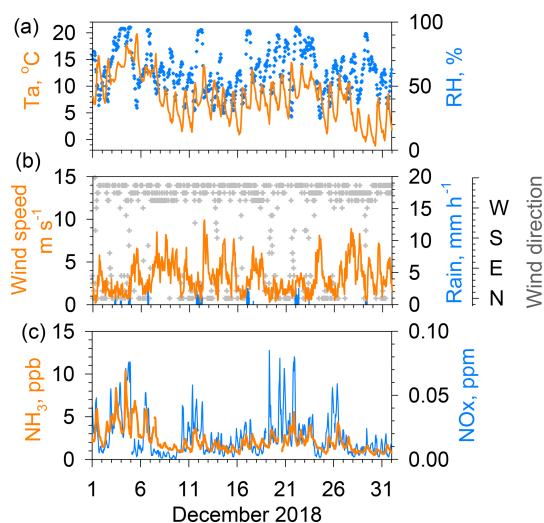 (a)
20
15
10
5
0
Ta, °C
100
50
0
RH, %
(b)
15
10
5
0
Wind speed
m s⁻¹
20
15
10
5
0
Rain, mm h⁻¹
W
S
E
N
Wind direction
(c)
15
10
5
0
NH₃, ppb
0.10
0.05
0.00
NOx, ppm
1 6 11 16 21 26 31
December 2018